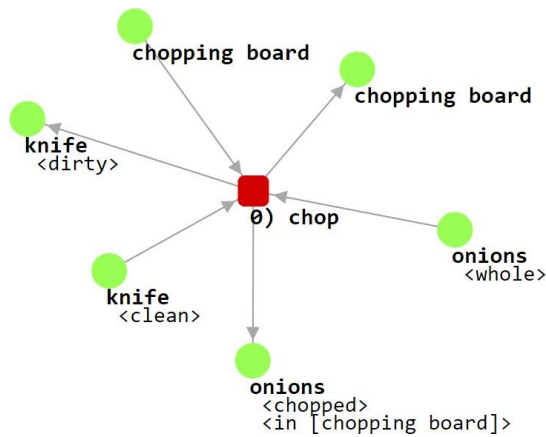 chopping board
chopping board
knife
<dirty>
0) chop
onions
<whole>
knife
<clean>
onions
<chopped>
<in [chopping board]>